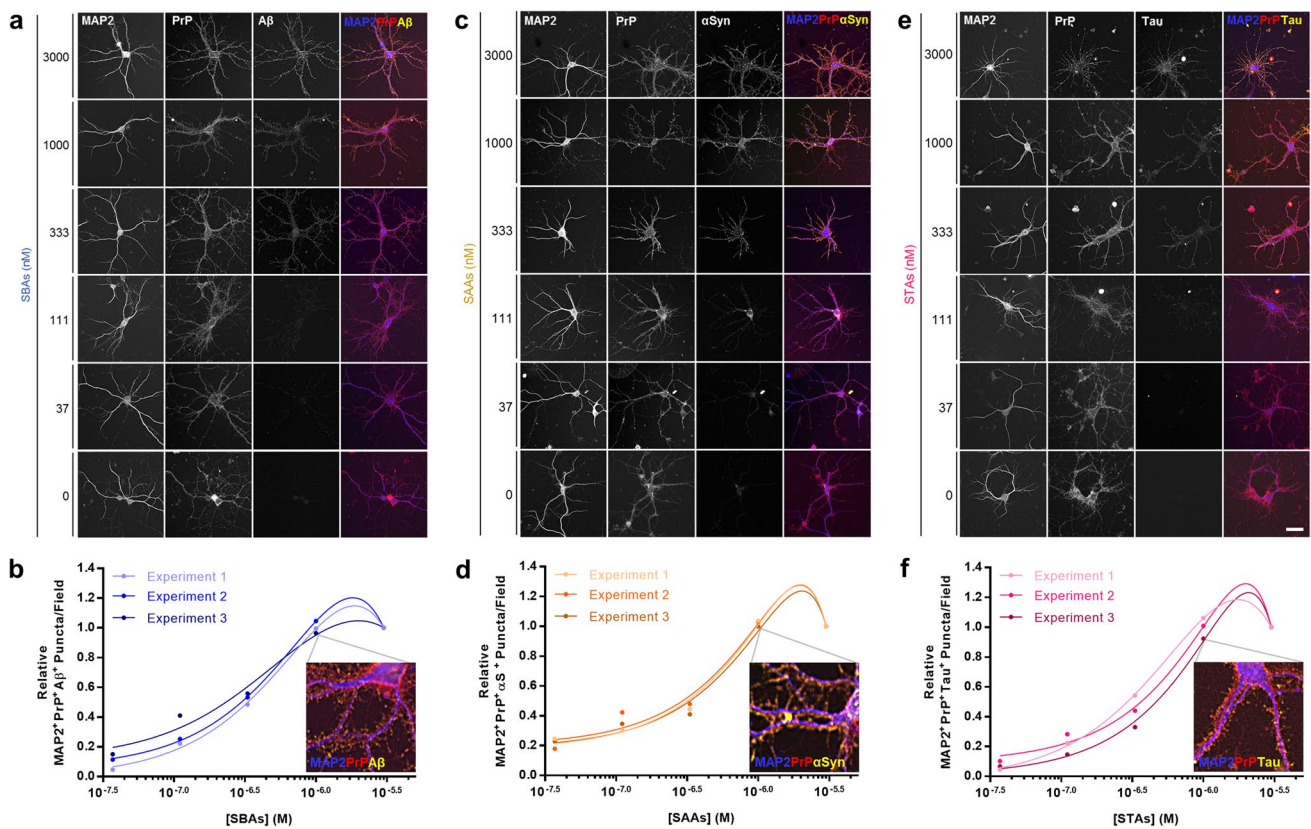 a
MAP2 PrP Aβ MAP2PrPAβ
3000
1000
333
111
37
0
SBAs (nM)
c
MAP2 PrP αSyn MAP2PrPαSyn
3000
1000
333
111
37
0
SAAs (nM)
e
MAP2 PrP Tau MAP2PrPTau
3000
1000
333
111
37
0
STAs (nM)
b
Relative
MAP2⁺PrP⁺Aβ⁺ Puncta/Field
1.4
1.2
1.0
0.8
0.6
0.4
0.2
0.0
Experiment 1
Experiment 2
Experiment 3
MAP2PrPAβ
10⁻⁷·⁵ 10⁻⁷·⁰ 10⁻⁶·⁵ 10⁻⁶·⁰ 10⁻⁵·⁵
[SBAs] (M)
d
Relative
MAP2⁺PrP⁺αS⁺ Puncta/Field
1.4
1.2
1.0
0.8
0.6
0.4
0.2
0.0
Experiment 1
Experiment 2
Experiment 3
MAP2PrPαSyn
10⁻⁷·⁵ 10⁻⁷·⁰ 10⁻⁶·⁵ 10⁻⁶·⁰ 10⁻⁵·⁵
[SAAs] (M)
f
Relative
MAP2⁺PrP⁺Tau⁺ Puncta/Field
1.4
1.2
1.0
0.8
0.6
0.4
0.2
0.0
Experiment 1
Experiment 2
Experiment 3
MAP2PrPTau
10⁻⁷·⁵ 10⁻⁷·⁰ 10⁻⁶·⁵ 10⁻⁶·⁰ 10⁻⁵·⁵
[STAs] (M)